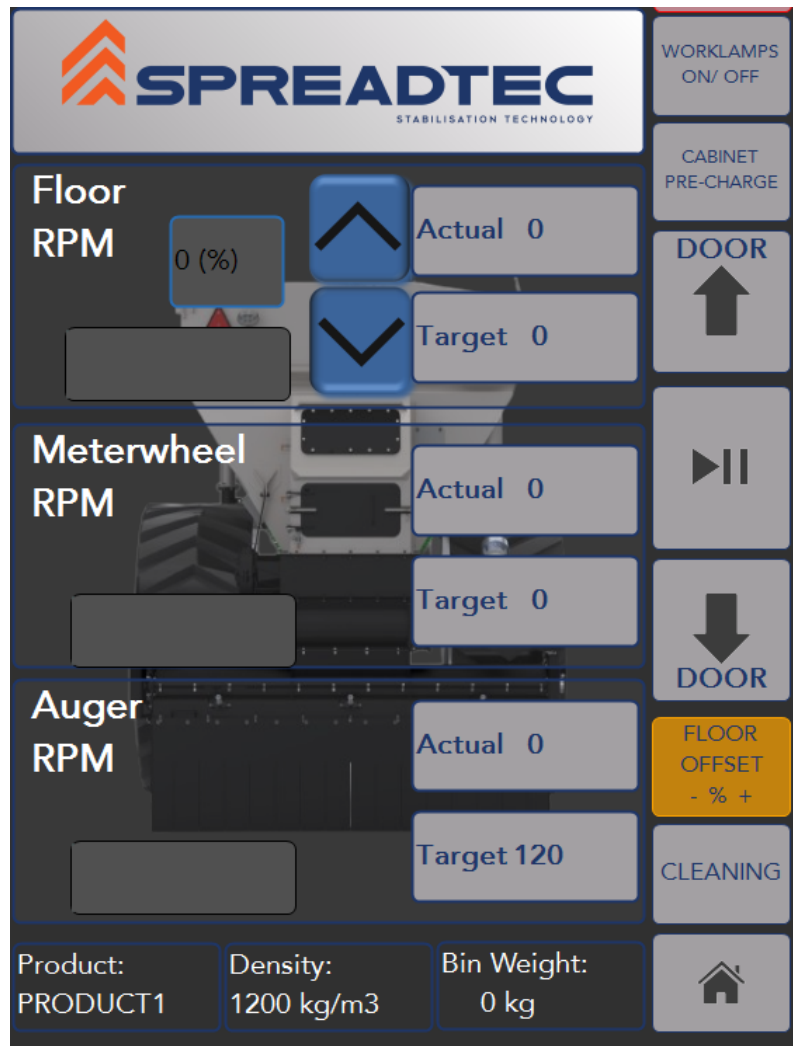 SPREADTEC
STABILISATION TECHNOLOGY
WORKLAMPS
ON/ OFF
CABINET
PRE-CHARGE
Floor
RPM
0 (%)
Actual 0
Target 0
DOOR
Meterwheel
RPM
Actual 0
Target 0
DOOR
Auger
RPM
Actual 0
Target 120
FLOOR
OFFSET
- % +
CLEANING
Product:
PRODUCT1
Density:
1200 kg/m3
Bin Weight:
0 kg